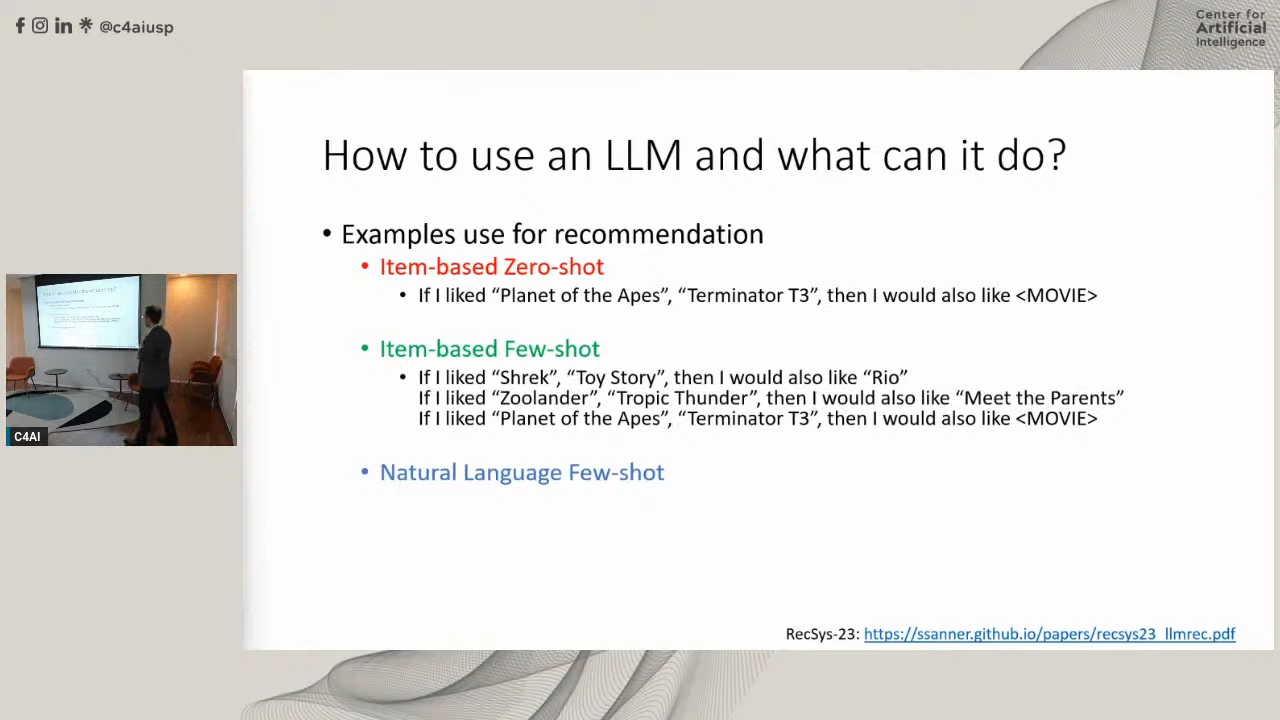 @c4aiusp
Center for
Artificial
Intelligence
How to use an LLM and what can it do?
• Examples use for recommendation
• Item-based Zero-shot
• If I liked “Planet of the Apes”, “Terminator T3”, then I would also like <MOVIE>
• Item-based Few-shot
• If I liked “Shrek”, “Toy Story”, then I would also like “Rio”
If I liked “Zoolander”, “Tropic Thunder”, then I would also like “Meet the Parents”
If I liked “Planet of the Apes”, “Terminator T3”, then I would also like <MOVIE>
• Natural Language Few-shot
C4AI
RecSys-23: https://ssanner.github.io/papers/recsys23_llmrec.pdf